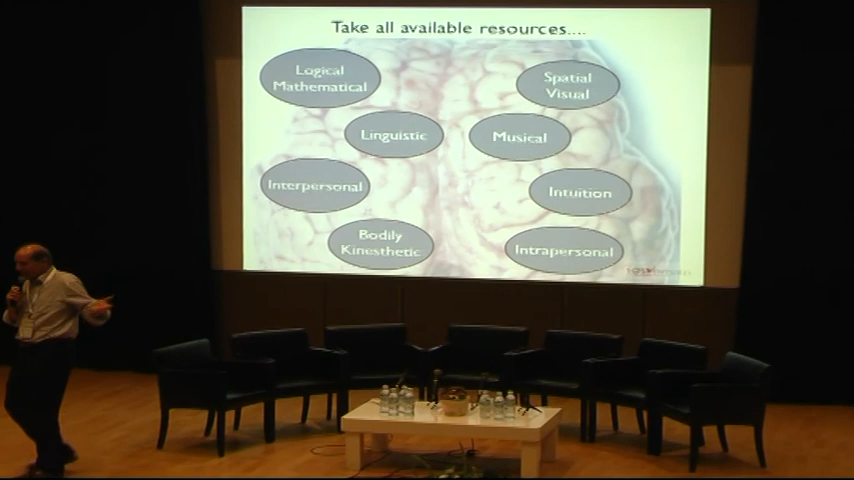 Take all available resources....
Logical
Mathematical
Spatial
Visual
Linguistic
Musical
Interpersonal
Intuition
Bodily
Kinesthetic
Intrapersonal